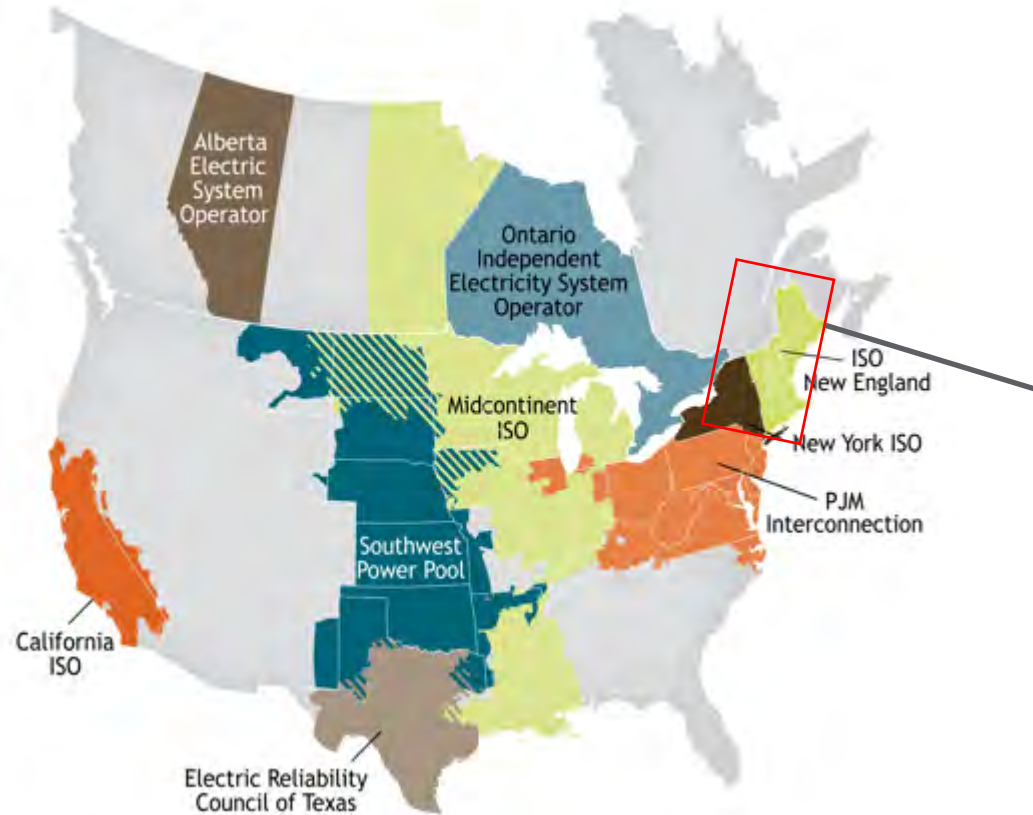 Alberta
Electric
System
Operator
Ontario
Independent
Electricity System
Operator
ISO
New England
Midcontinent
ISO
New York ISO
PJM
Interconnection
Southwest
Power Pool
California
ISO
Electric Reliability
Council of Texas